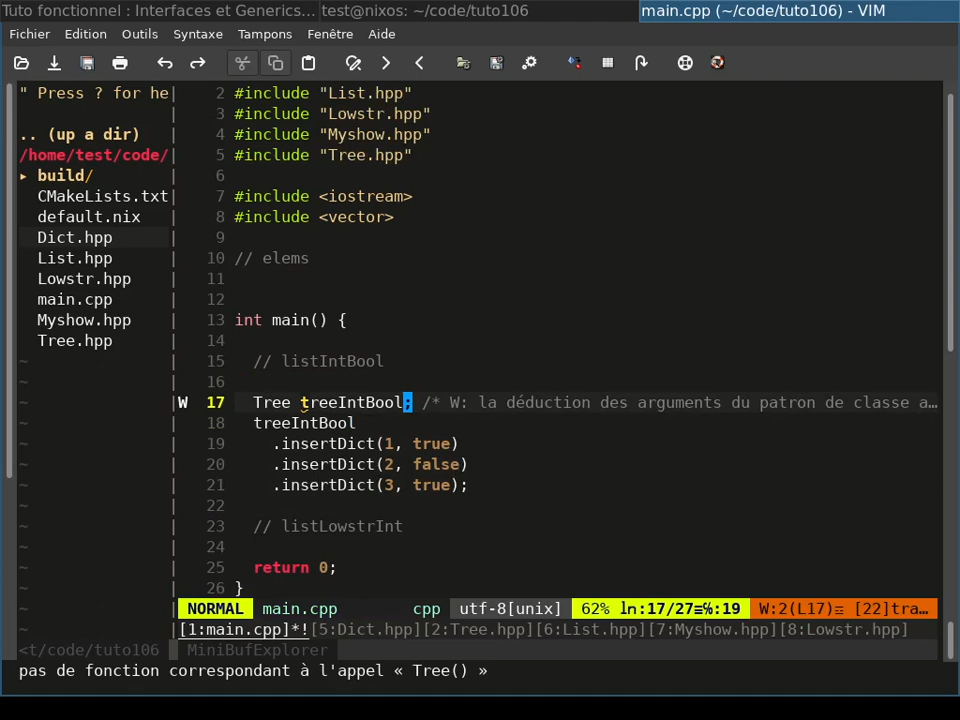 Tuto fonctionnel : Interfaces et Generics... test@nixos: ~/code/tuto106 main.cpp (~/code/tuto106) - VIM
Fichier Edition Outils Syntaxe Tampons Fenêtre Aide
" Press ? for he| 2 #include "List.hpp"
| 3 #include "Lowstr.hpp"
.. (up a dir) | 4 #include "Myshow.hpp"
/home/test/code/| 5 #include "Tree.hpp"
▸ build/ | 6
CMakeLists.txt| 7 #include <iostream>
default.nix | 8 #include <vector>
Dict.hpp | 9
List.hpp | 10 // elems
Lowstr.hpp | 11
main.cpp | 12
Myshow.hpp | 13 int main() {
Tree.hpp | 14
~ | 15 // listIntBool
~ | 16
~ |W 17 Tree treeIntBool; /* W: la déduction des arguments du patron de classe a…
~ | 18 treeIntBool
~ | 19 .insertDict(1, true)
~ | 20 .insertDict(2, false)
~ | 21 .insertDict(3, true);
~ | 22
~ | 23 // listLowstrInt
~ | 24
~ | 25 return 0;
~ | 26 }
~ | NORMAL main.cpp cpp utf-8[unix] 62% ln:17/27≡℅:19 W:2(L17)≡ [22]tra…
~ |[1:main.cpp]*![5:Dict.hpp][2:Tree.hpp][6:List.hpp][7:Myshow.hpp][8:Lowstr.hpp]
<t/code/tuto106 MiniBufExplorer
pas de fonction correspondant à l'appel « Tree() »